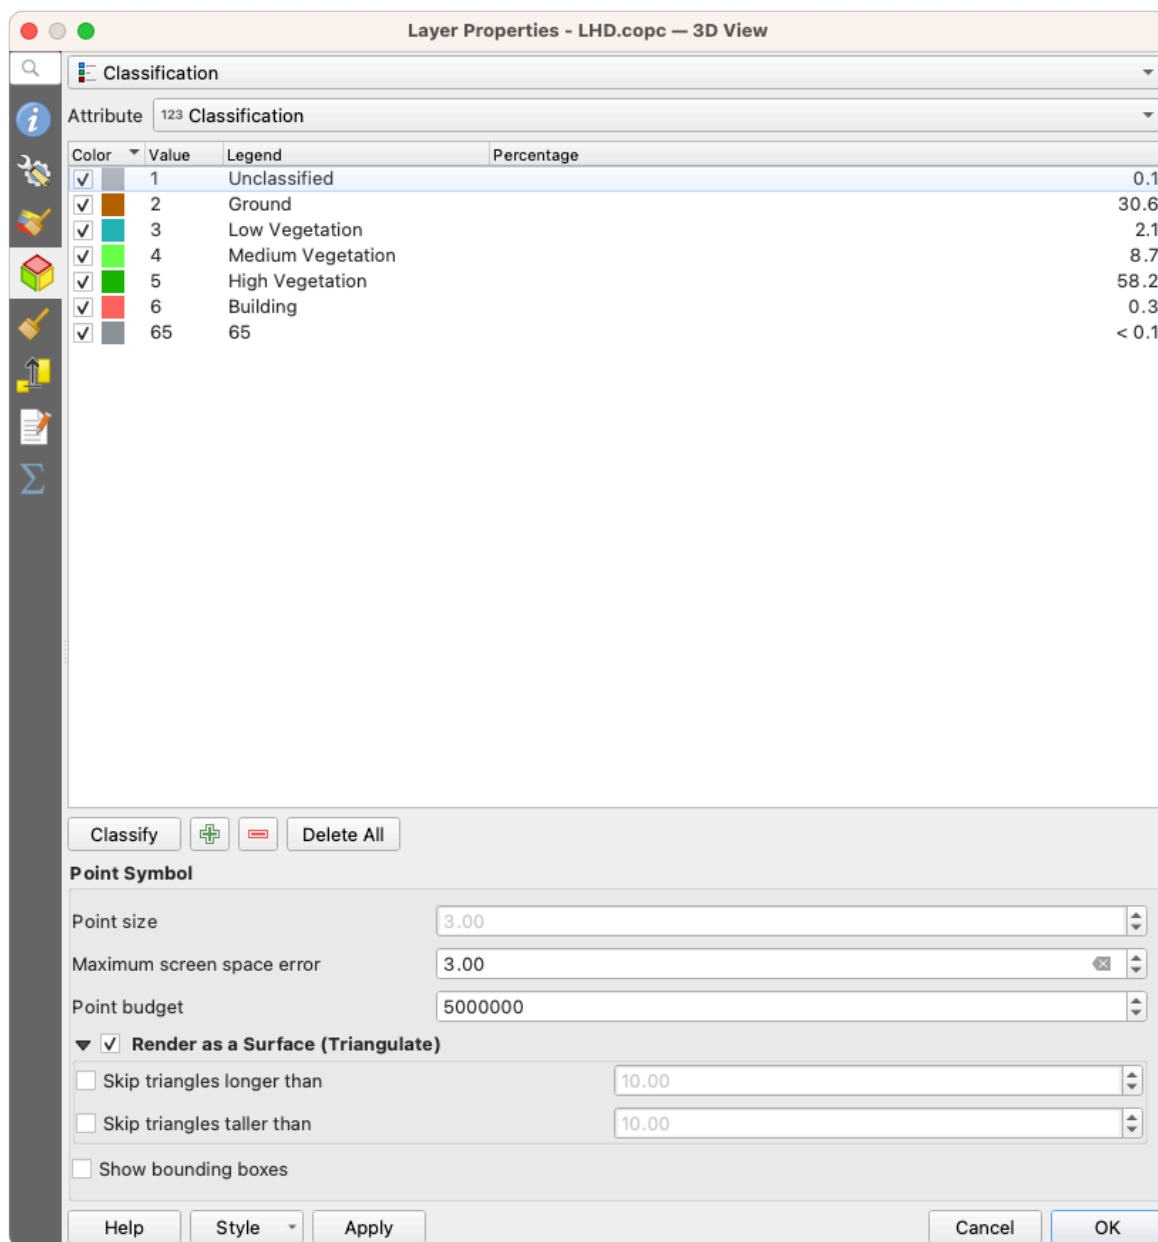 Layer Properties - LHD.copc — 3D View
Classification
Attribute 123 Classification
Color Value Legend Percentage
1 Unclassified 0.1
2 Ground 30.6
3 Low Vegetation 2.1
4 Medium Vegetation 8.7
5 High Vegetation 58.2
6 Building 0.3
65 65 < 0.1
Classify Delete All
Point Symbol
Point size 3.00
Maximum screen space error 3.00
Point budget 5000000
Render as a Surface (Triangulate)
Skip triangles longer than 10.00
Skip triangles taller than 10.00
Show bounding boxes
Help Style Apply Cancel OK